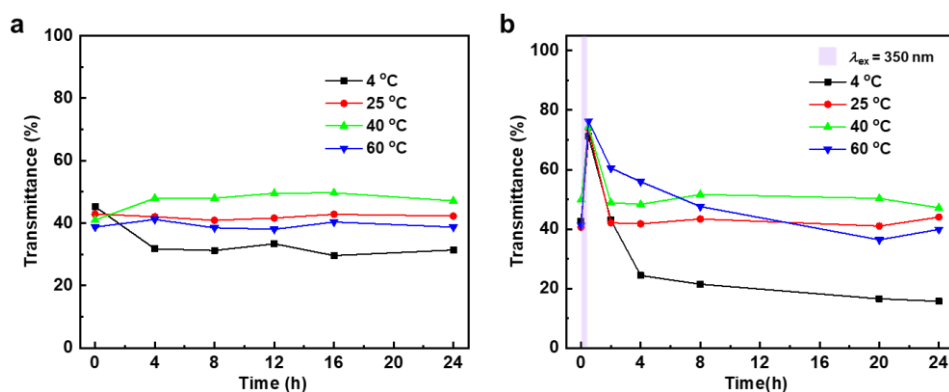 a
100
80
60
40
20
0
Transmittance (%)
4 °C
25 °C
40 °C
60 °C
0 4 8 12 16 20 24
Time (h)
b
100
80
60
40
20
0
Transmittance (%)
λex = 350 nm
4 °C
25 °C
40 °C
60 °C
0 4 8 12 16 20 24
Time(h)